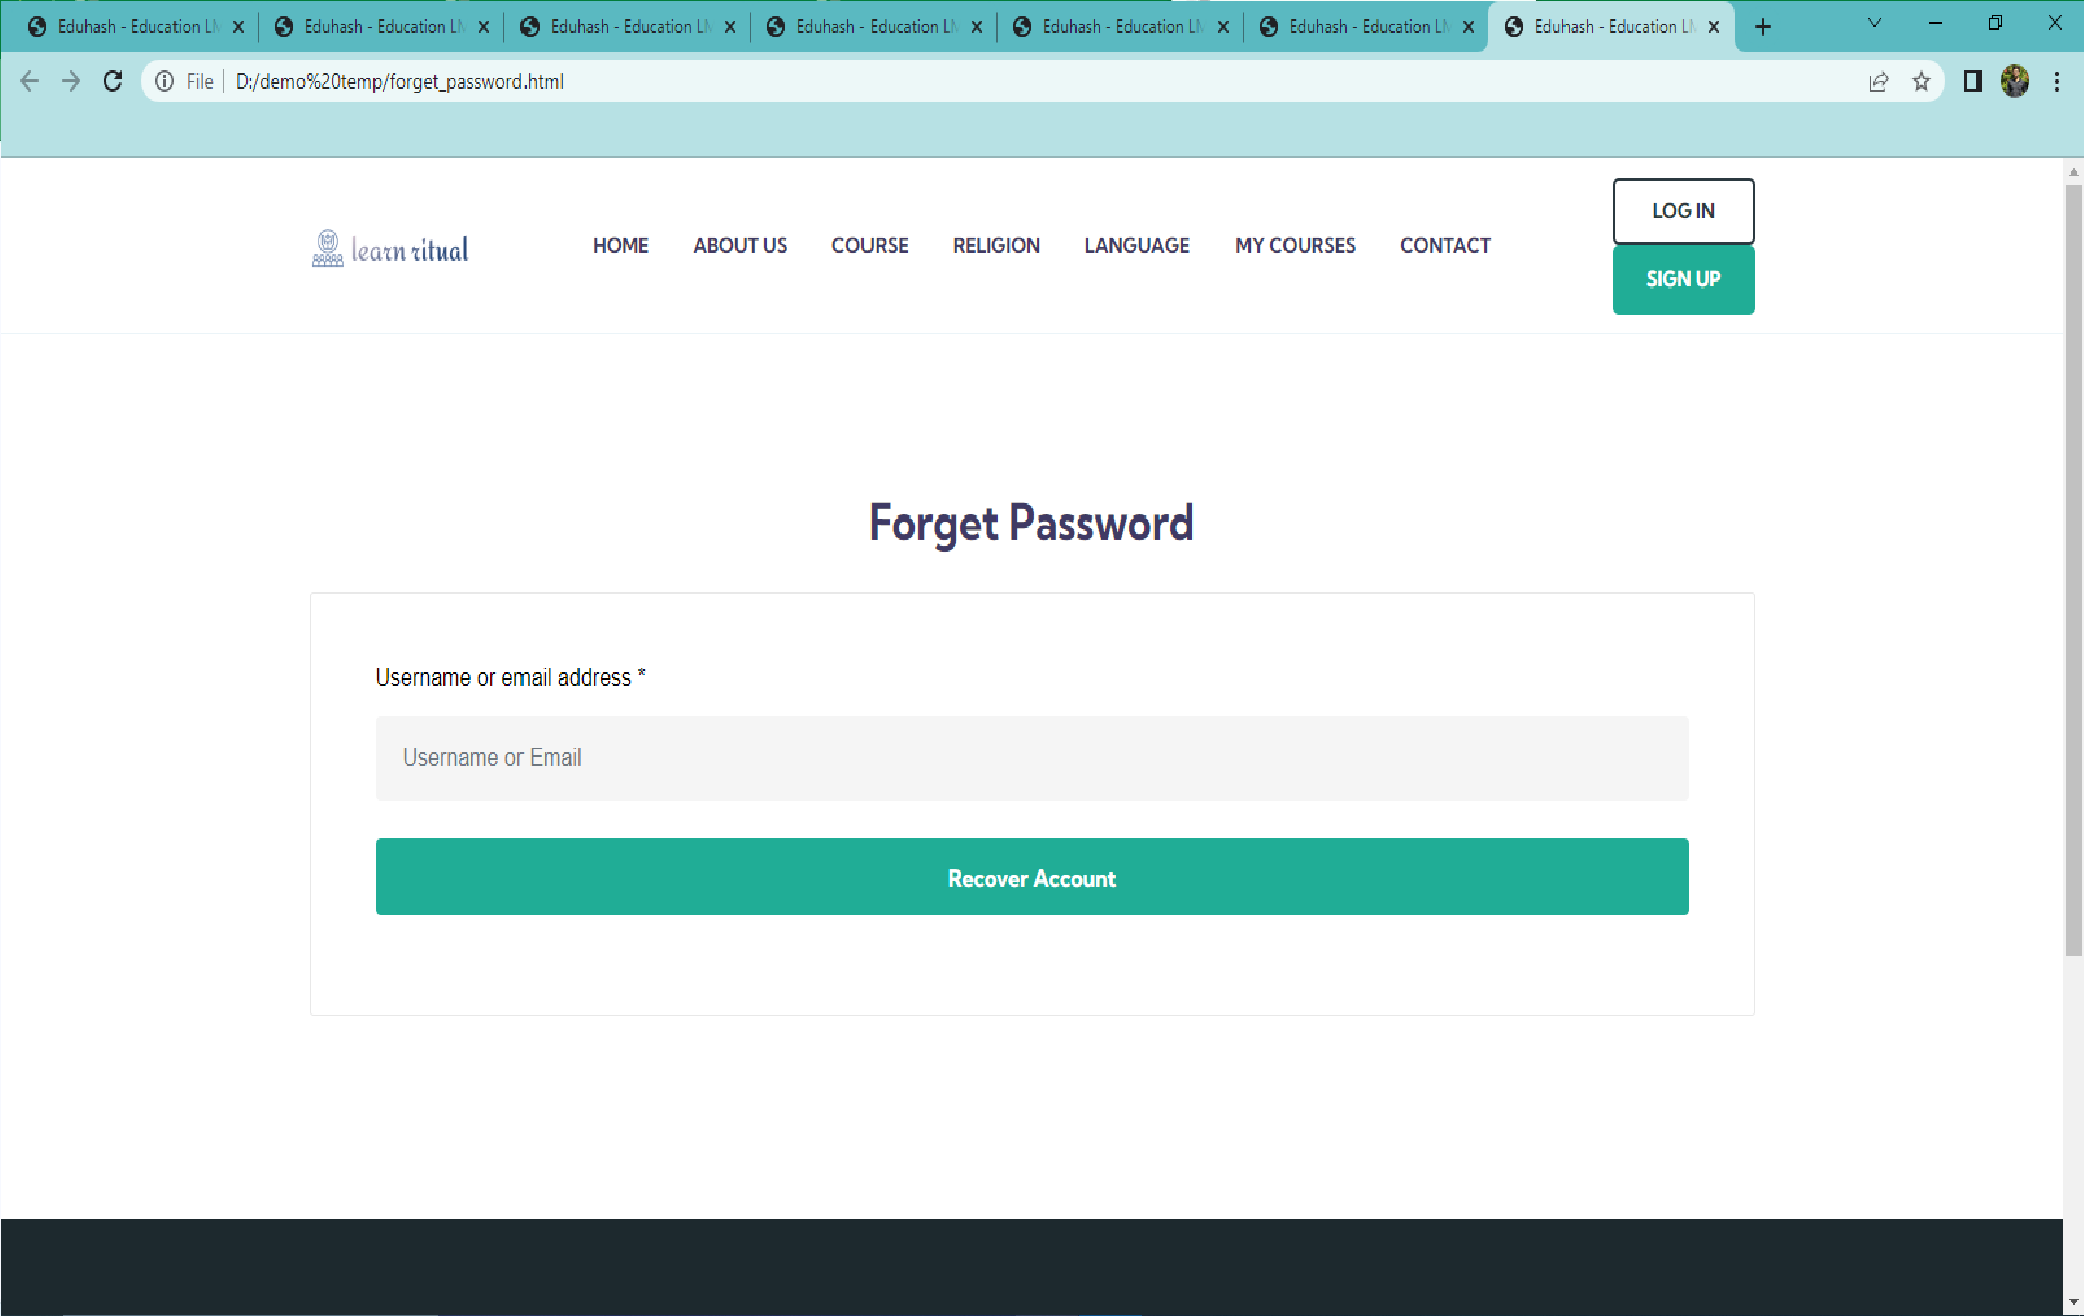 Eduhash - Education LM
Eduhash - Education LM
Eduhash - Education LM
Eduhash - Education LM
Eduhash - Education LM
Eduhash - Education LM
Eduhash - Education LM
File D:/demo%20temp/forget_password.html
learn ritual
HOME ABOUT US COURSE RELIGION LANGUAGE MY COURSES CONTACT
LOG IN
SIGN UP
Forget Password
Username or email address *
Username or Email
Recover Account